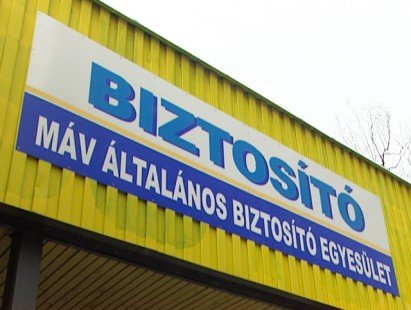 BIZTOSÍTÓ
MÁV ÁLTALÁNOS BIZTOSÍTÓ EGYESÜLET